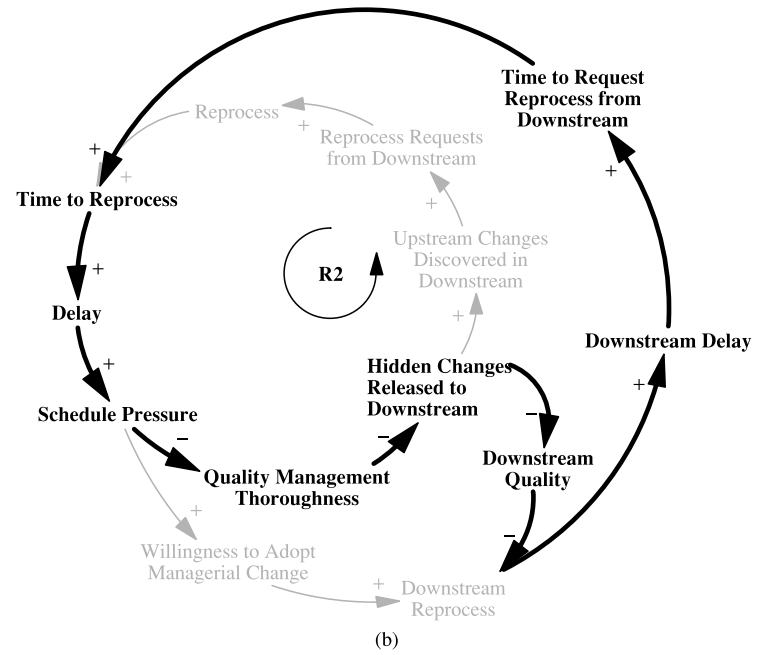 Time to Request
Reprocess from
Downstream
Reprocess
+
Reprocess Requests
from Downstream
+
+
+
Time to Reprocess
+
Upstream Changes
Discovered in
Downstream
R2
+
Delay
+
Downstream Delay
+
Hidden Changes
Released to
Downstream
+
Schedule Pressure
–
–
–
Downstream
Quality
Quality Management
Thoroughness
+
–
Willingness to Adopt
Managerial Change
+
Downstream
Reprocess
(b)